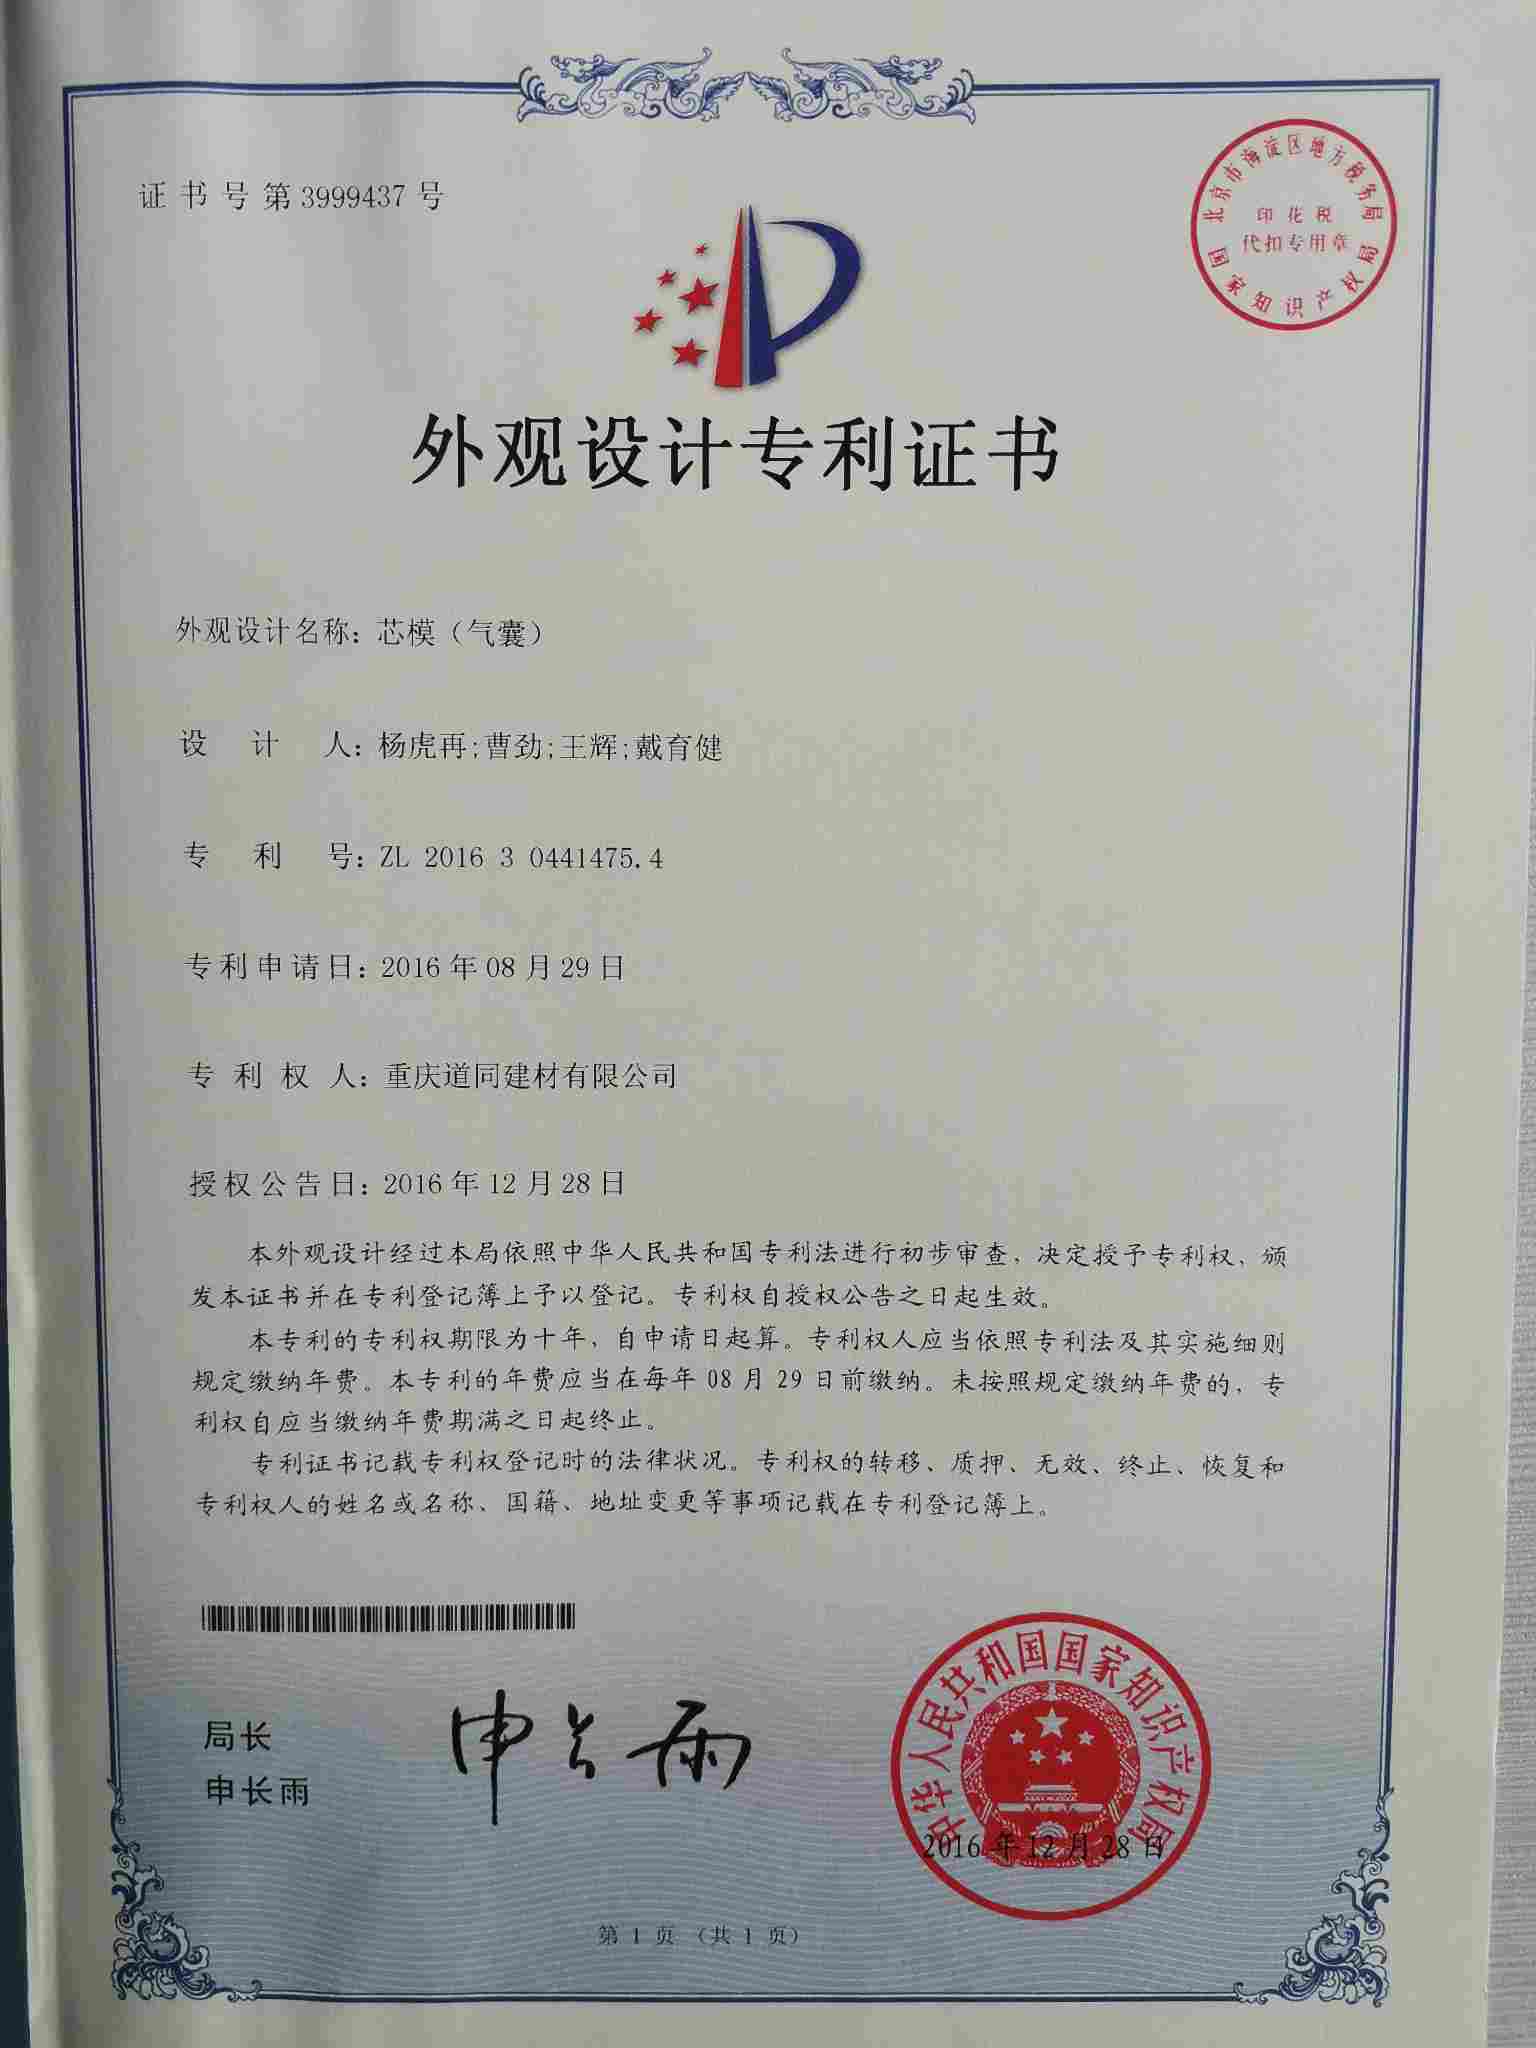 证书号第3999437号
北京市海淀区地方税务局
印花税
代扣专用章
国家知识产权局
外观设计专利证书
外观设计名称：芯模（气囊）
设计人：杨虎再;曹劲;王辉;戴育健
专利号：ZL 2016 3 0441475.4
专利申请日：2016年08月29日
专利权人：重庆道同建材有限公司
授权公告日：2016年12月28日
本外观设计经过本局依照中华人民共和国专利法进行初步审查，决定授予专利权，颁
发本证书并在专利登记簿上予以登记。专利权自授权公告之日起生效。
本专利的专利权期限为十年，自申请日起算。专利权人应当依照专利法及其实施细则
规定缴纳年费。本专利的年费应当在每年08月29日前缴纳。未按照规定缴纳年费的，专
利权自应当缴纳年费期满之日起终止。
专利证书记载专利权登记时的法律状况。专利权的转移、质押、无效、终止、恢复和
专利权人的姓名或名称、国籍、地址变更等事项记载在专利登记簿上。
局长
申长雨
申长雨
中华人民共和国国家知识产权局
2016年12月28日
第1页（共1页）